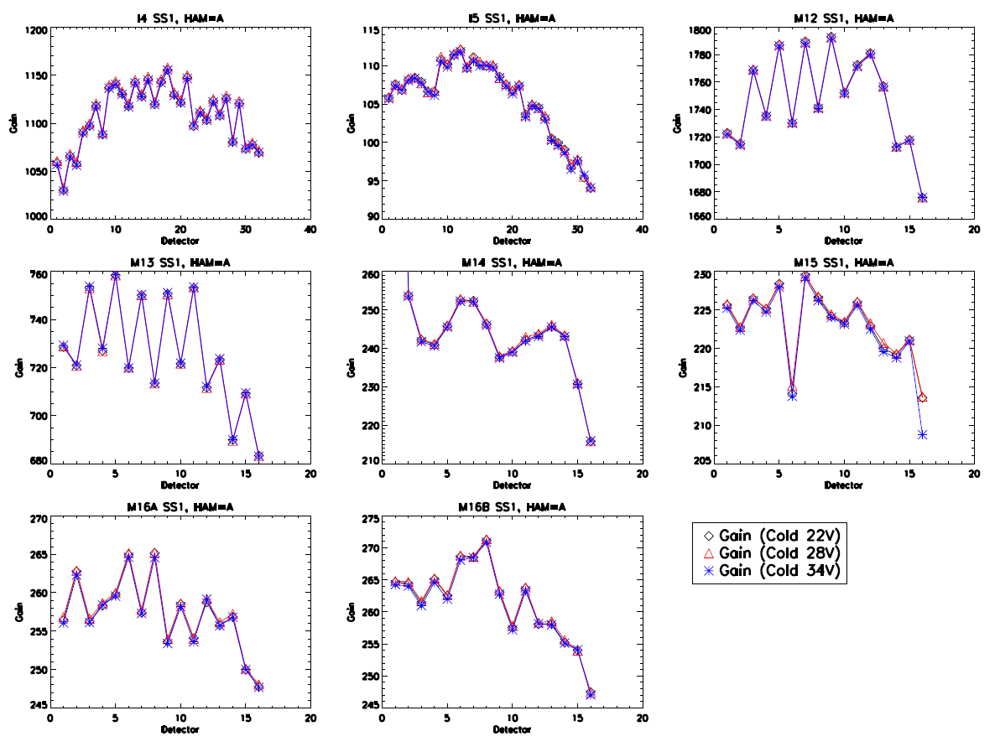 I4 SS1, HAM=A
1200
1150
1100
1050
1000
Gain
0 10 20 30 40
Detector
I5 SS1, HAM=A
115
110
105
100
95
90
Gain
0 10 20 30 40
Detector
M12 SS1, HAM=A
1800
1780
1760
1740
1720
1700
1680
1660
Gain
0 5 10 15 20
Detector
M13 SS1, HAM=A
760
740
720
700
680
Gain
0 5 10 15 20
Detector
M14 SS1, HAM=A
260
250
240
230
220
210
Gain
0 5 10 15 20
Detector
M15 SS1, HAM=A
230
225
220
215
210
205
Gain
0 5 10 15 20
Detector
M16A SS1, HAM=A
270
265
260
255
250
245
Gain
0 5 10 15 20
Detector
M16B SS1, HAM=A
275
270
265
260
255
250
245
Gain
0 5 10 15 20
Detector
Gain (Cold 22V)
Gain (Cold 28V)
Gain (Cold 34V)